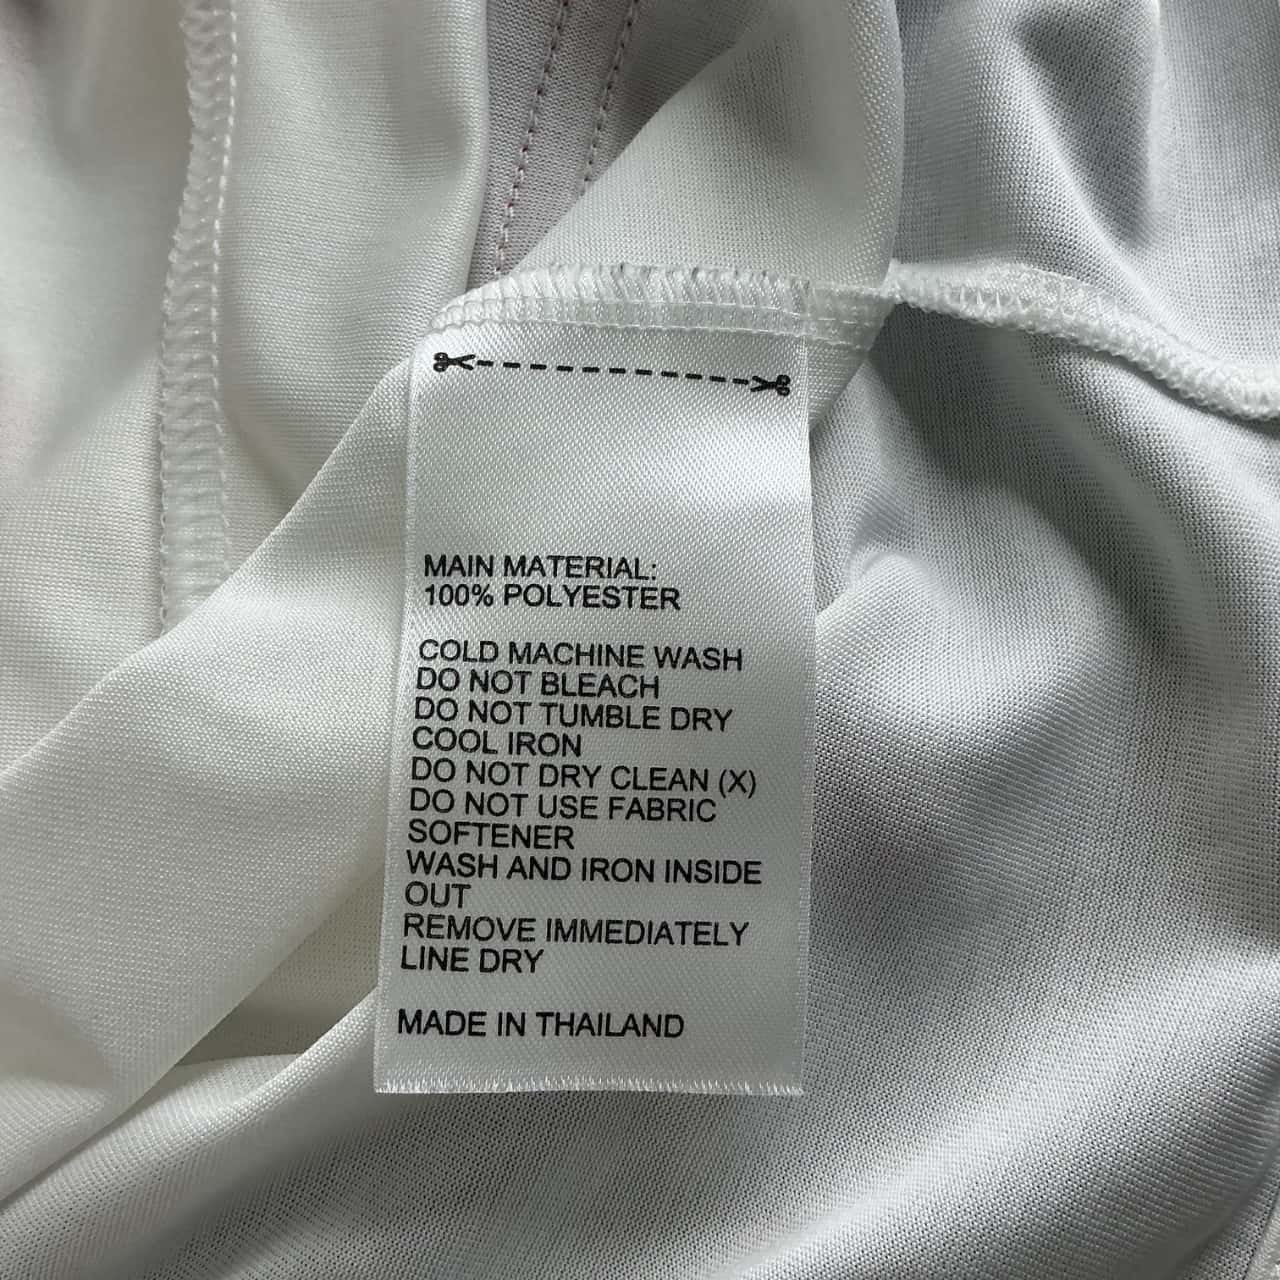 MAIN MATERIAL:
100% POLYESTER
COLD MACHINE WASH
DO NOT BLEACH
DO NOT TUMBLE DRY
COOL IRON
DO NOT DRY CLEAN (X)
DO NOT USE FABRIC
SOFTENER
WASH AND IRON INSIDE
OUT
REMOVE IMMEDIATELY
LINE DRY
MADE IN THAILAND